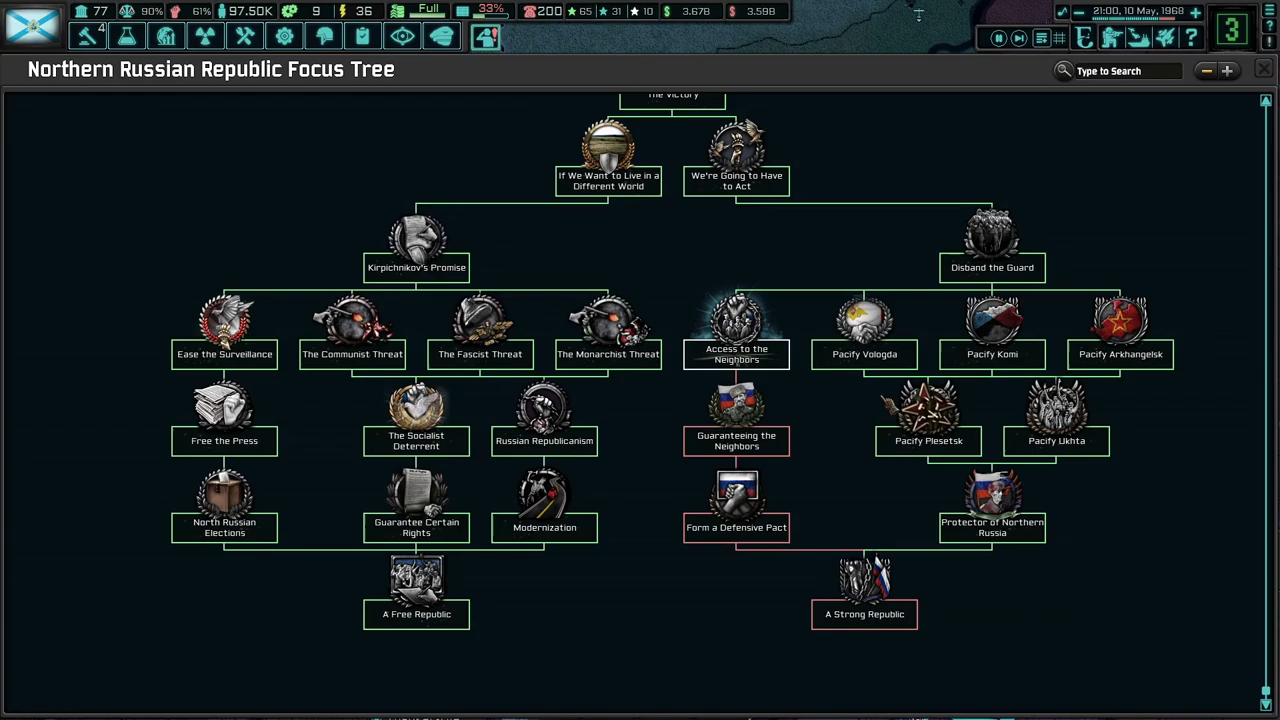 77 90% 61% 97.50K 9 36 Full 33% 200 65 31 10 $ 3.678 $ 3.598 21:00, 10 May, 1968
4
3
Northern Russian Republic Focus Tree
Type to Search
The Victory
If We Want to Live in a
Different World
We're Going to Have
to Act
Kirpichnikov's Promise
Disband the Guard
Ease the Surveillance
The Communist Threat
The Fascist Threat
The Monarchist Threat
Access to the
Neighbors
Pacify Vologda
Pacify Komi
Pacify Arkhangelsk
Free the Press
The Socialist
Deterrent
Russian Republicanism
Guaranteeing the
Neighbors
Pacify Plesetsk
Pacify Ukhta
North Russian
Elections
Guarantee Certain
Rights
Modernization
Form a Defensive Pact
Protector of Northern
Russia
A Free Republic
A Strong Republic